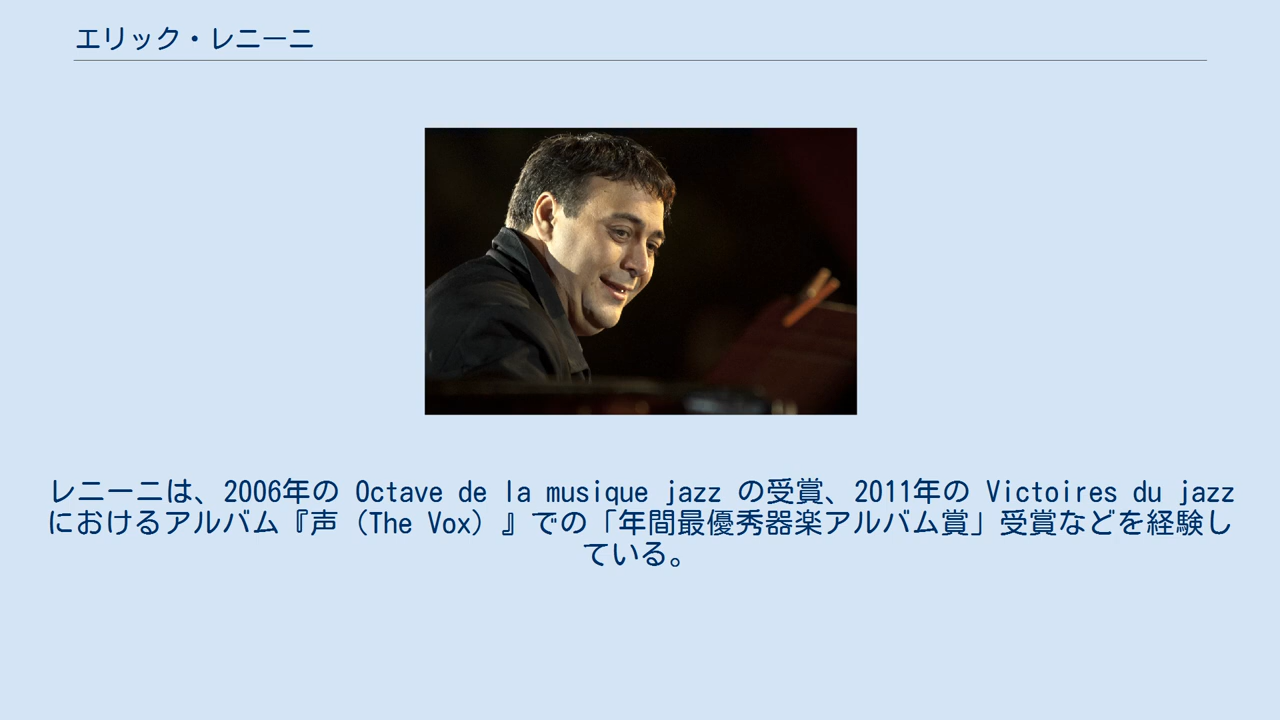 エリック・レニーニ
レニーニは、2006年の Octave de la musique jazz の受賞、2011年の Victoires du jazz
におけるアルバム『声（The Vox）』での「年間最優秀器楽アルバム賞」受賞などを経験し
ている。